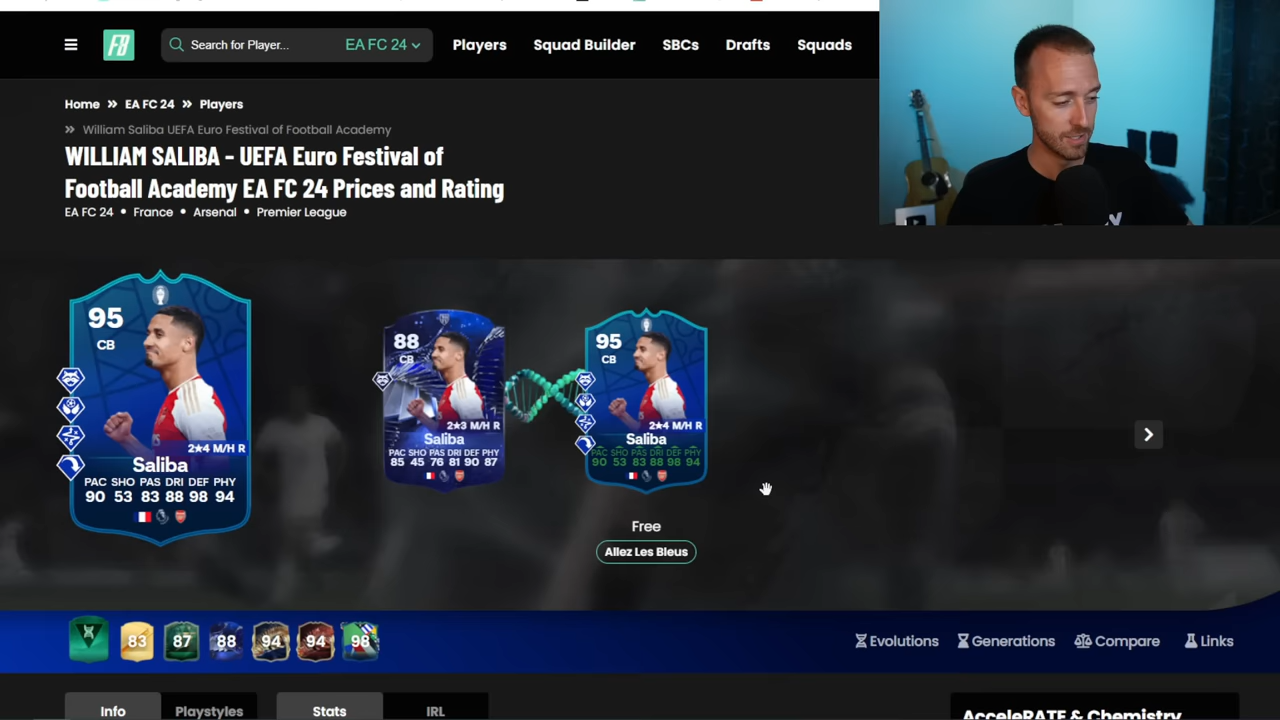 FB
Search for Player...
EA FC 24
Players
Squad Builder
SBCs
Drafts
Squads
Home » EA FC 24 » Players
» William Saliba UEFA Euro Festival of Football Academy
WILLIAM SALIBA - UEFA Euro Festival of
Football Academy EA FC 24 Prices and Rating
EA FC 24 • France • Arsenal • Premier League
95
CB
2★4 M/H R
Saliba
PAC SHO PAS DRI DEF PHY
90 53 83 88 98 94
88
CB
2★3 M/H R
Saliba
PAC SHO PAS DRI DEF PHY
85 45 76 81 90 87
95
CB
2★4 M/H R
Saliba
PAC SHO PAS DRI DEF PHY
90 53 83 88 98 94
Free
Allez Les Bleus
83
87
88
94
94
98
Evolutions
Generations
Compare
Links
Info
Playstyles
Stats
IRL
AcceleRATE & Chemistry